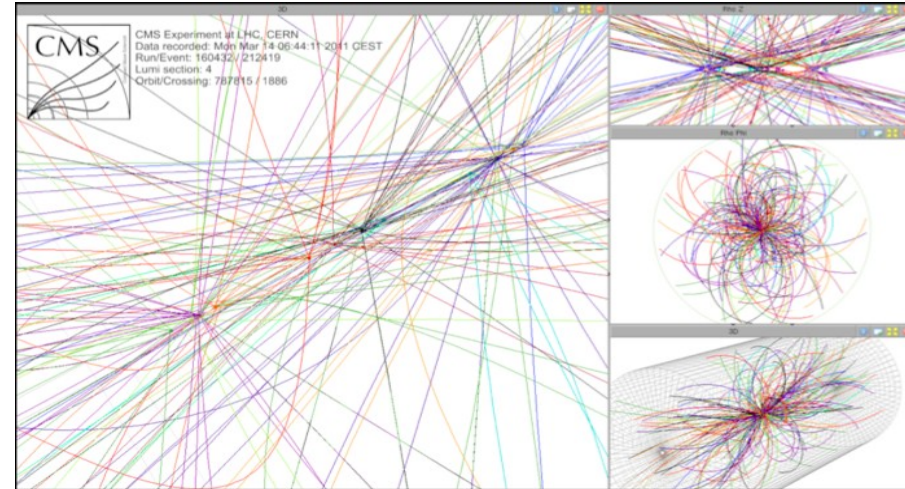 3D
CMS
CMS Experiment at LHC, CERN
Data recorded: Mon Mar 14 06:44:11 2011 CEST
Run/Event: 160432 / 212419
Lumi section: 4
Orbit/Crossing: 787815 / 1886
Rho Z
Rho Phi
3D